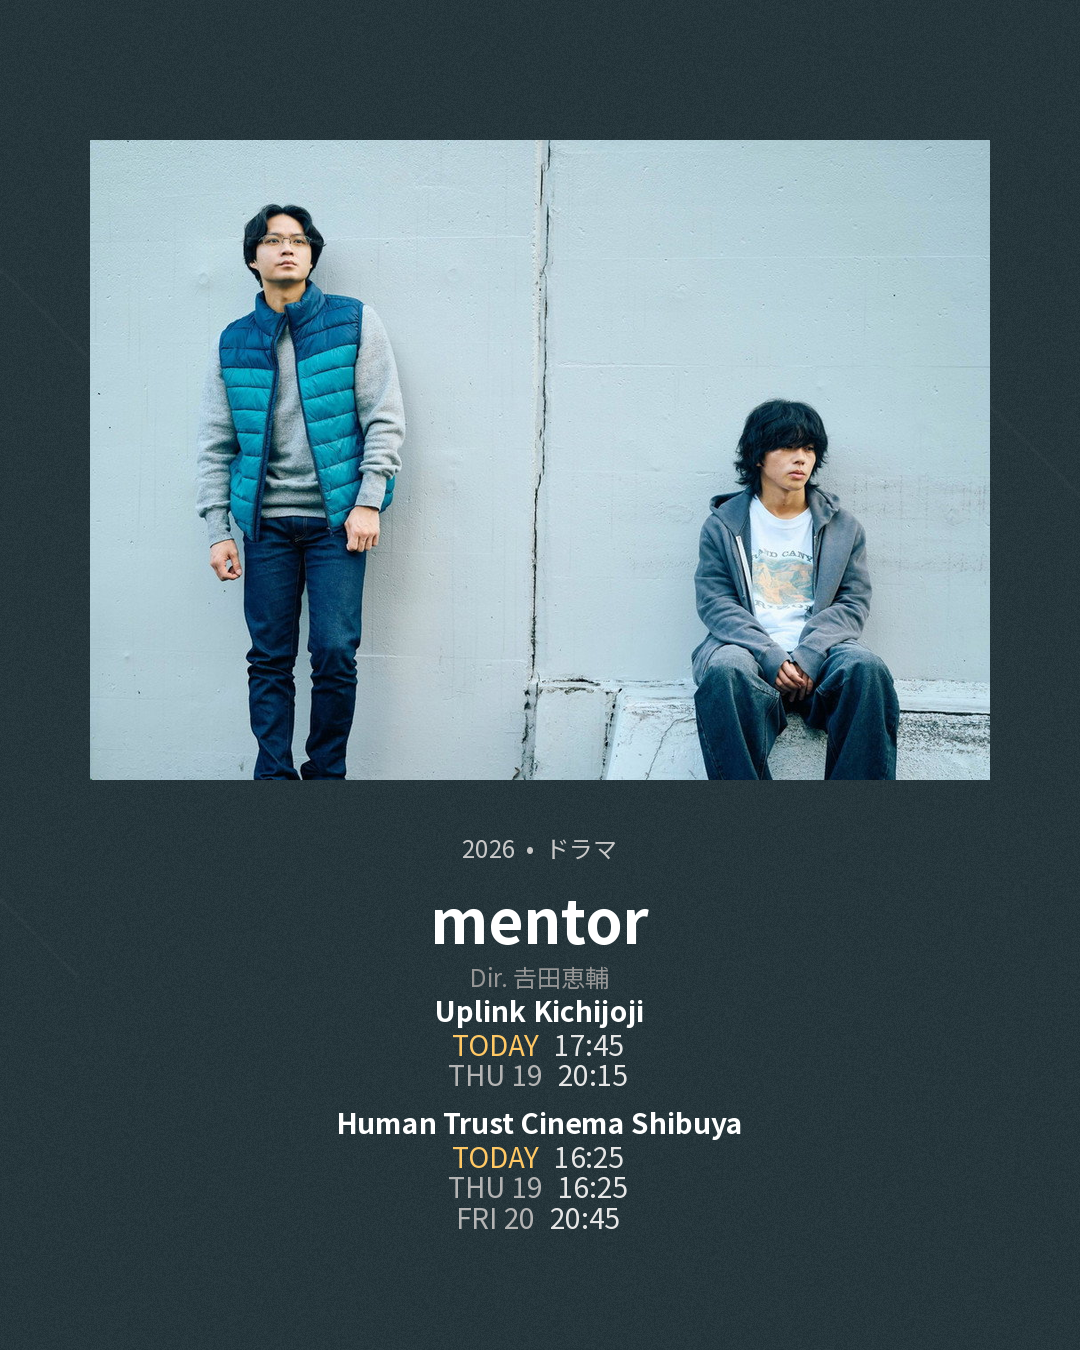 2026 • ドラマ
mentor
Dir. 𠮷田恵輔
Uplink Kichijoji
TODAY 17:45
THU 19 20:15
Human Trust Cinema Shibuya
TODAY 16:25
THU 19 16:25
FRI 20 20:45